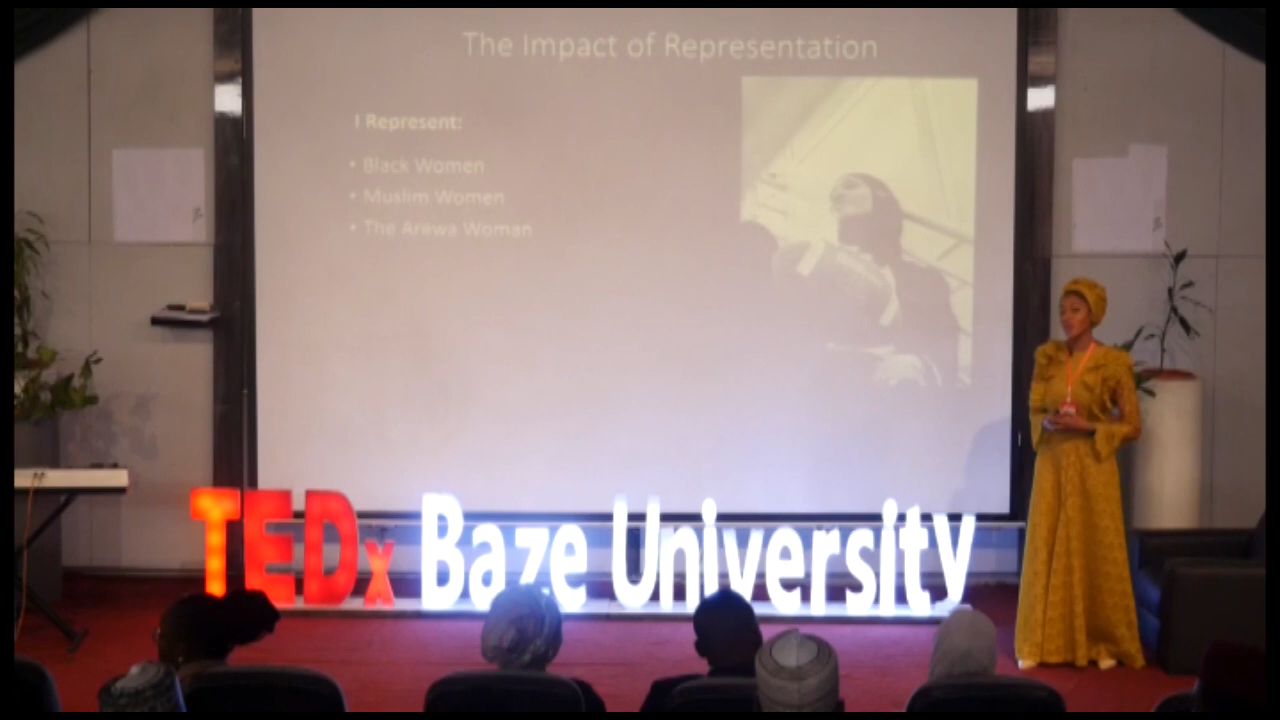 The Impact of Representation
I Represent:
• Black Women
• Muslim Women
• The Arewa Woman
TEDx Baze University